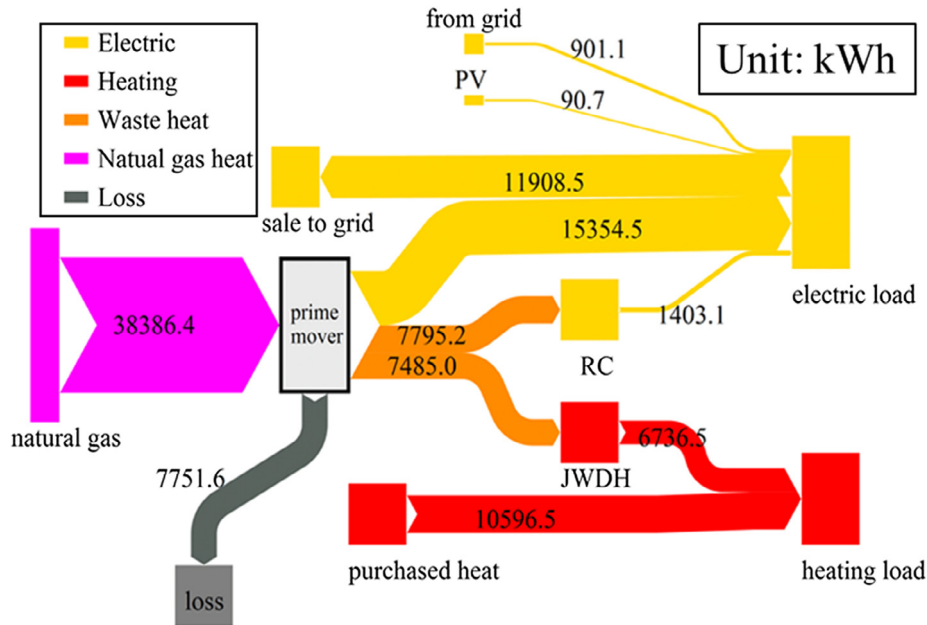 Electric
Heating
Waste heat
Natual gas heat
Loss
from grid
901.1
PV
90.7
Unit: kWh
11908.5
sale to grid
15354.5
electric load
38386.4
prime
mover
7795.2
7485.0
1403.1
RC
natural gas
7751.6
6736.5
JWDH
10596.5
purchased heat
heating load
loss